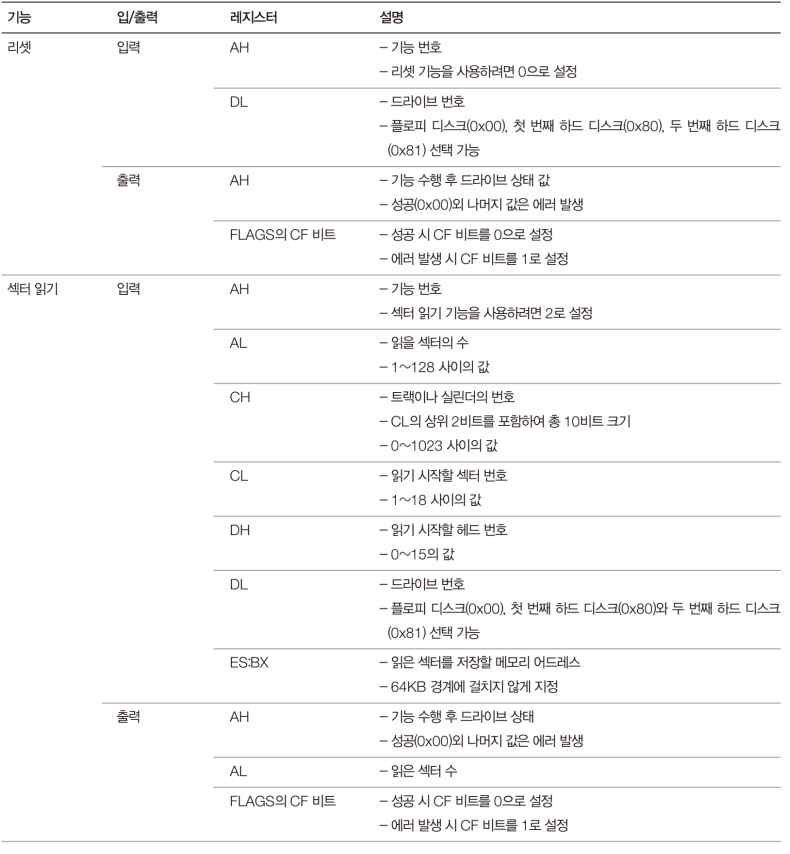 기능 입/출력 레지스터 설명
리셋 입력 AH – 기능 번호
– 리셋 기능을 사용하려면 0으로 설정
DL – 드라이브 번호
– 플로피 디스크(0x00), 첫 번째 하드 디스크(0x80), 두 번째 하드 디스크
(0x81) 선택 가능
출력 AH – 기능 수행 후 드라이브 상태 값
– 성공(0x00)외 나머지 값은 에러 발생
FLAGS의 CF 비트 – 성공 시 CF 비트를 0으로 설정
– 에러 발생 시 CF 비트를 1로 설정
섹터 읽기 입력 AH – 기능 번호
– 섹터 읽기 기능을 사용하려면 2로 설정
AL – 읽을 섹터의 수
– 1~128 사이의 값
CH – 트랙이나 실린더의 번호
– CL의 상위 2비트를 포함하여 총 10비트 크기
– 0~1023 사이의 값
CL – 읽기 시작할 섹터 번호
– 1~18 사이의 값
DH – 읽기 시작할 헤드 번호
– 0~15의 값
DL – 드라이브 번호
– 플로피 디스크(0x00), 첫 번째 하드 디스크(0x80)와 두 번째 하드 디스크
(0x81) 선택 가능
ES:BX – 읽은 섹터를 저장할 메모리 어드레스
– 64KB 경계에 걸치지 않게 지정
출력 AH – 기능 수행 후 드라이브 상태
– 성공(0x00)외 나머지 값은 에러 발생
AL – 읽은 섹터 수
FLAGS의 CF 비트 – 성공 시 CF 비트를 0으로 설정
– 에러 발생 시 CF 비트를 1로 설정